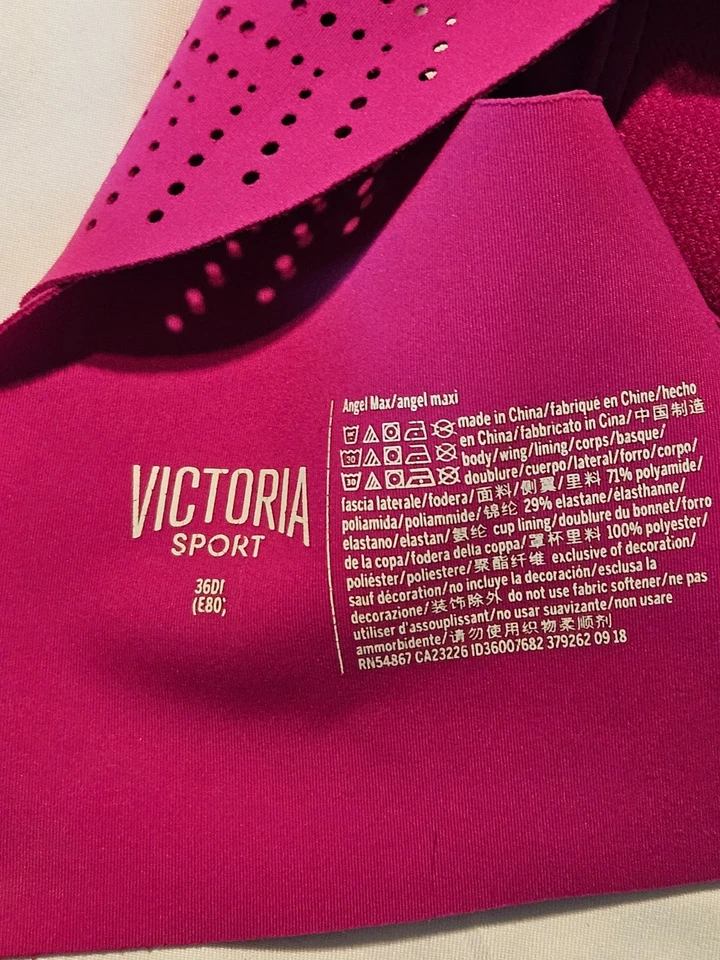 VICTORIA
SPORT
36D
(E80)
Angel Max/angel maxi
made in China/fabriqué en Chine/hecho
en China/fabbricato in Cina/中国制造
body/wing/lining/corps/basque/
doublure/cuerpo/lateral/forro/corpo/
fascia laterale/fodera/面料/侧翼/里料 71% polyamide/
poliamida/poliammide/锦纶 29% elastane/élasthanne/
elastano/elastan/氨纶 cup lining/doublure du bonnet/forro
de la copa/fodera della coppa/罩杯里料 100% polyester/
poliéster/poliestere/聚酯纤维 exclusive of decoration/
sauf décoration/no incluye la decoración/esclusa la
decorazione/装饰除外 do not use fabric softener/ne pas
utiliser d'assouplissant/no usar suavizante/non usare
ammorbidente/请勿使用织物柔顺剂
RN54867 CA23226 ID36007682 379262 09 18